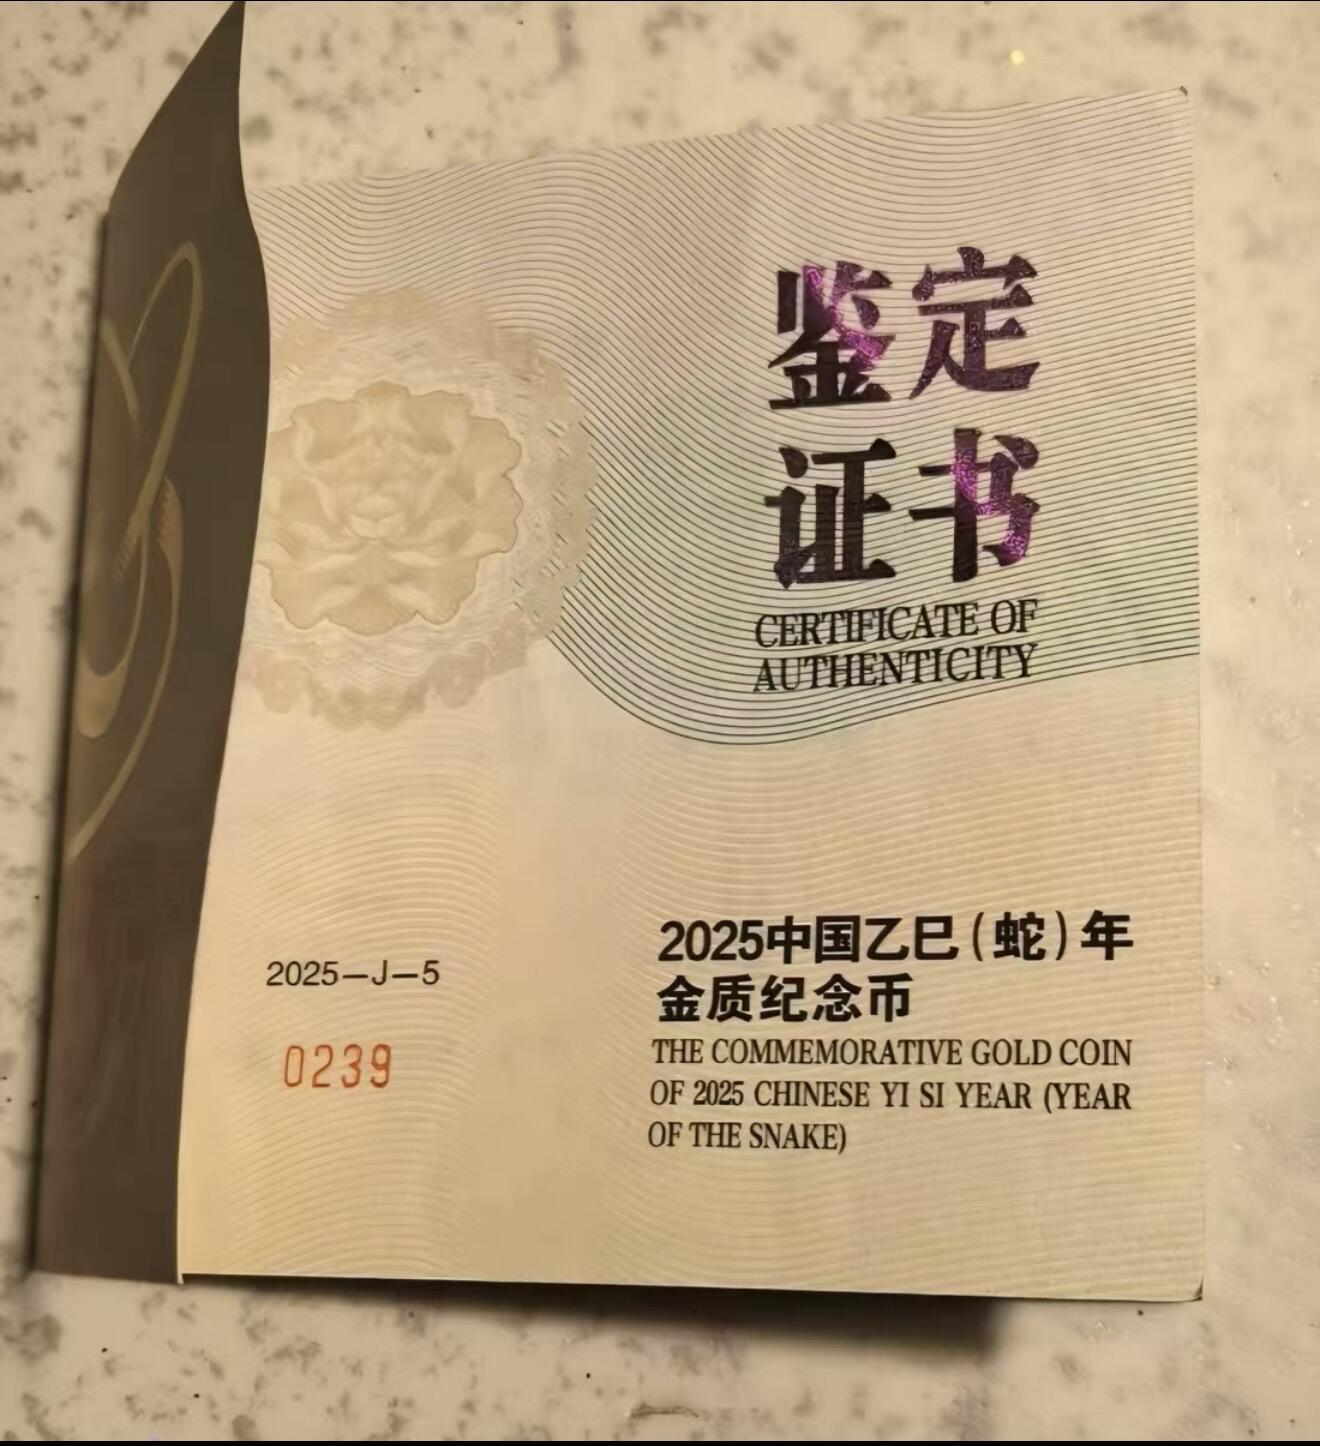 鉴定
证书
CERTIFICATE OF
AUTHENTICITY
2025中国乙巳（蛇）年
金质纪念币
THE COMMEMORATIVE GOLD COIN
OF 2025 CHINESE YI SI YEAR (YEAR
OF THE SNAKE)
2025—J—5
0239